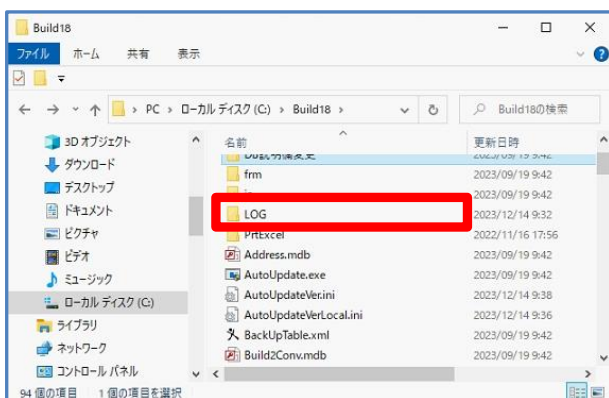 Build18
ファイル ホーム 共有 表示
PC › ローカル ディスク (C:) › Build18 ›
Build18の検索
名前 更新日時
3D オブジェクト
ダウンロード
デスクトップ
ドキュメント
ピクチャ
ビデオ
ミュージック
ローカル ディスク (C:)
ライブラリ
ネットワーク
コントロール パネル
2023/09/19 9:42
frm 2023/09/19 9:42
2023/09/19 9:42
LOG 2023/12/14 9:32
PrtExcel 2022/11/16 17:56
Address.mdb 2023/09/19 9:42
AutoUpdate.exe 2023/09/19 9:42
AutoUpdateVer.ini 2023/12/14 9:38
AutoUpdateVerLocal.ini 2023/12/14 9:36
BackUpTable.xml 2023/09/19 9:42
Build2Conv.mdb 2023/09/19 9:42
94 個の項目 1 個の項目を選択